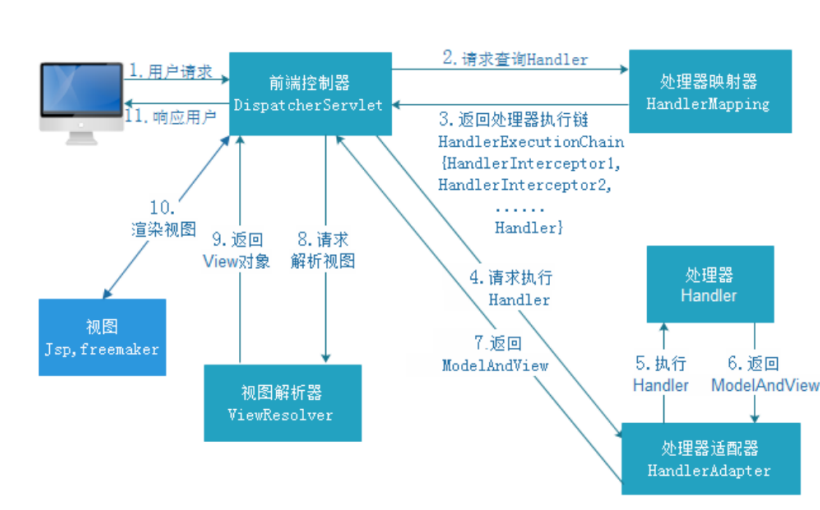 1.用户请求
11.响应用户
前端控制器
DispatcherServlet
2.请求查询Handler
处理器映射器
HandlerMapping
3.返回处理器执行链
HandlerExecutionChain
{HandlerInterceptor1,
HandlerInterceptor2,
......
Handler}
10.
渲染视图
9.返回
View对象
8.请求
解析视图
4.请求执行
Handler
处理器
Handler
视图
Jsp,freemaker
7.返回
ModelAndView
5.执行
Handler
6.返回
ModelAndView
视图解析器
ViewResolver
处理器适配器
HandlerAdapter